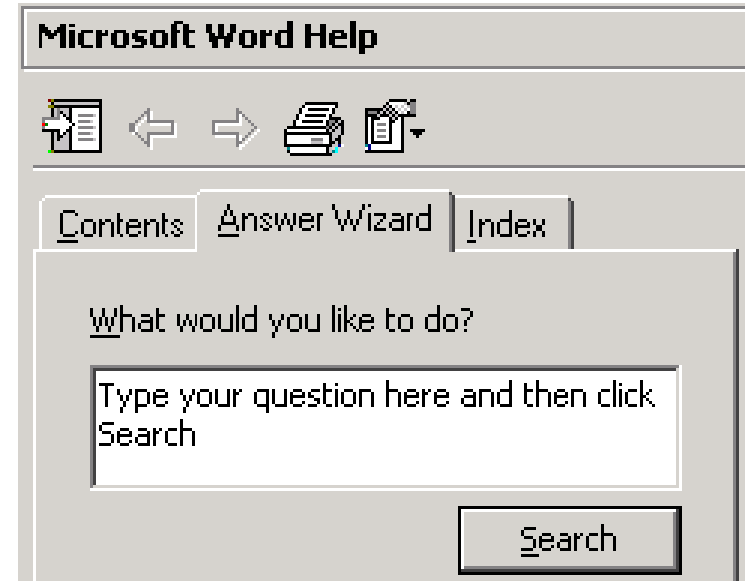 Microsoft Word Help
Contents Answer Wizard Index
What would you like to do?
Type your question here and then click
Search
Search